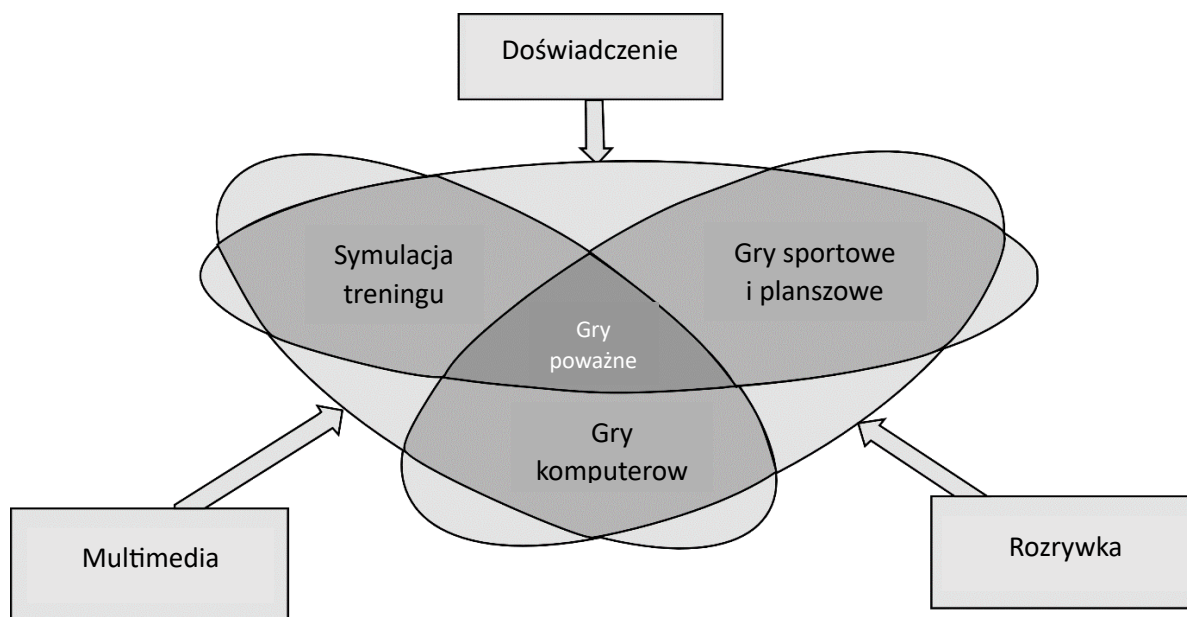 Doświadczenie
Symulacja
treningu
Gry sportowe
i planszowe
Gry
poważne
Gry
komputerow
Multimedia
Rozrywka